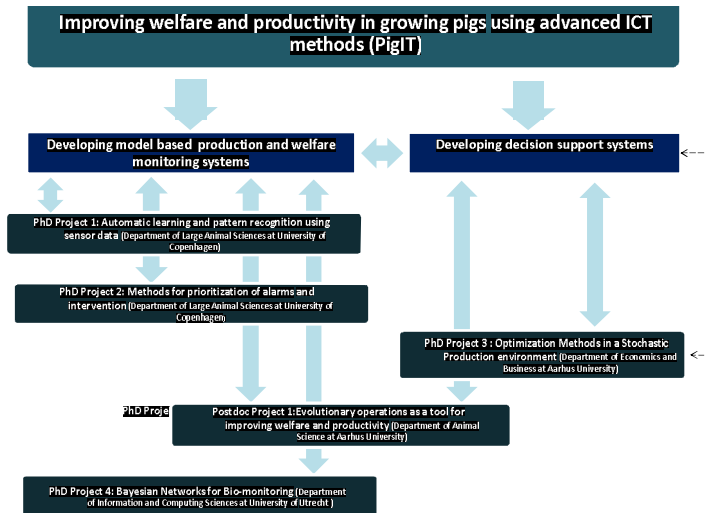 Improving welfare and productivity in growing pigs using advanced ICT
methods (PigIT)
Developing model based production and welfare
monitoring systems
Developing decision support systems
PhD Project 1: Automatic learning and pattern recognition using
sensor data (Department of Large Animal Sciences at University of
Copenhagen)
PhD Project 2: Methods for prioritization of alarms and
intervention (Department of Large Animal Sciences at University of
Copenhagen)
PhD Project 3 : Optimization Methods in a Stochastic
Production environment (Department of Economics and
Business at Aarhus University)
PhD Proje
Postdoc Project 1:Evolutionary operations as a tool for
improving welfare and productivity (Department of Animal
Science at Aarhus University)
PhD Project 4: Bayesian Networks for Bio-monitoring (Department
of Information and Computing Sciences at University of Utrecht )